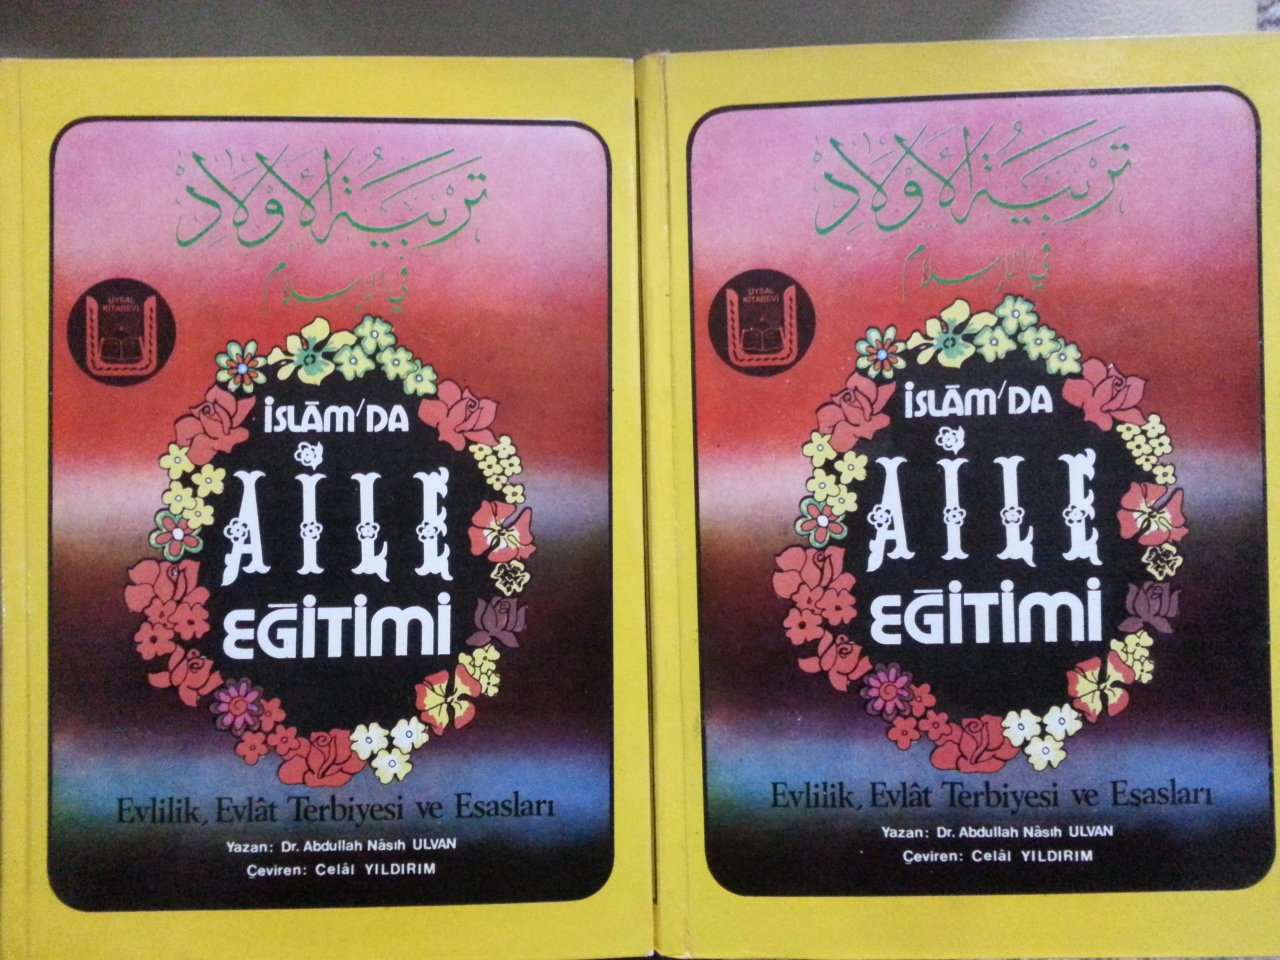 تربية الأولاد
في الإسلام
UYSAL
KİTABEVİ
İSLÂM'DA
AİLE
EĞİTİMİ
Evlilik, Evlât Terbiyesi ve Esasları
Yazan: Dr. Abdullah Nâsıh ULVAN
Çeviren: Celâl YILDIRIM
تربية الأولاد
في الإسلام
UYSAL
KİTABEVİ
İSLÂM'DA
AİLE
EĞİTİMİ
Evlilik, Evlât Terbiyesi ve Esasları
Yazan: Dr. Abdullah Nâsıh ULVAN
Çeviren: Celâl YILDIRIM